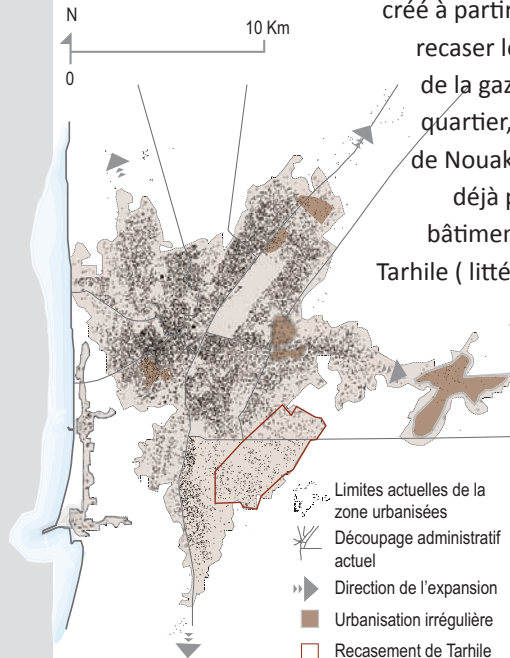 N
10 Km
0
créé à partir
recaser le
de la gaz
quartier,
de Nouak
déjà p
bâtimen
Tarhile ( litté
Limites actuelles de la
zone urbanisées
Découpage administratif
actuel
Direction de l’expansion
Urbanisation irrégulière
Recasement de Tarhile